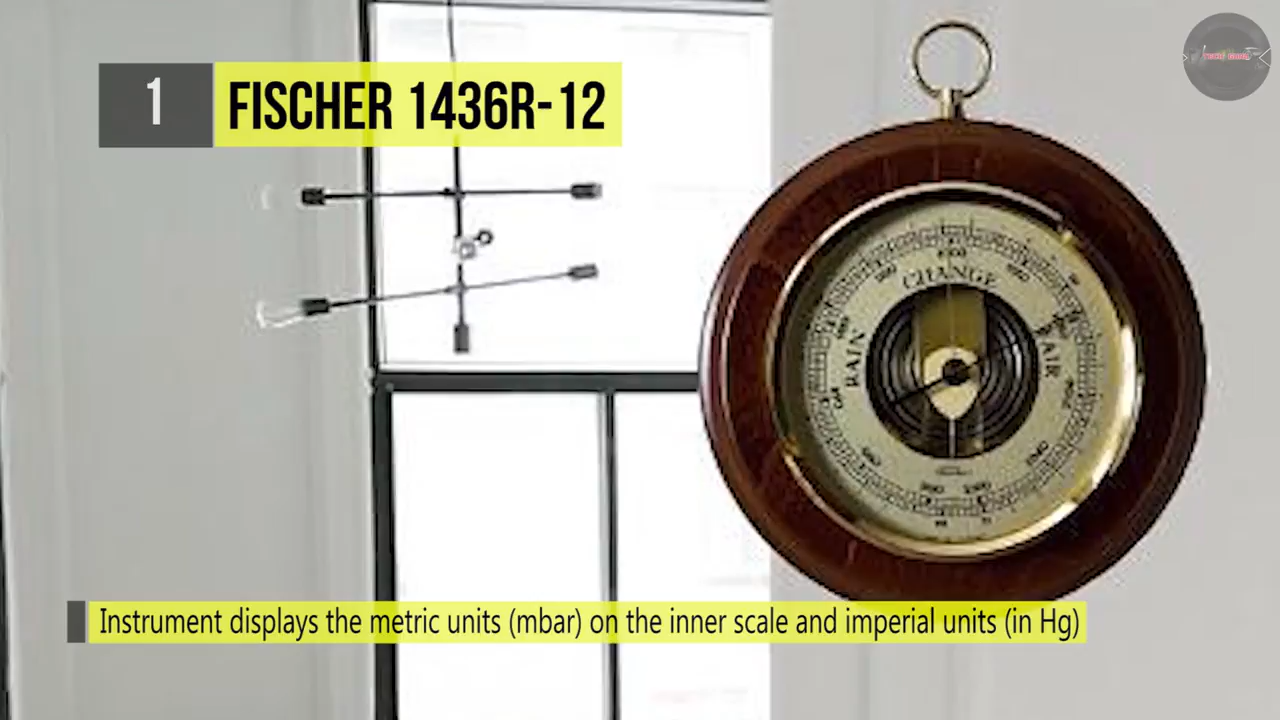 1
FISCHER 1436R-12
CHANGE
RAIN
FAIR
Instrument displays the metric units (mbar) on the inner scale and imperial units (in Hg)